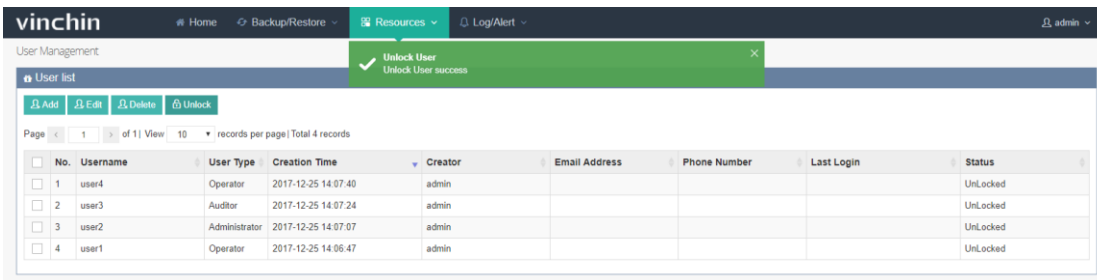 vinchin Home Backup/Restore Resources Log/Alert admin
User Management
Unlock User
Unlock User success
User list
Add Edit Delete Unlock
Page 1 of 1| View 10 records per page| Total 4 records
No. Username User Type Creation Time Creator Email Address Phone Number Last Login Status
1 user4 Operator 2017-12-25 14:07:40 admin UnLocked
2 user3 Auditor 2017-12-25 14:07:24 admin UnLocked
3 user2 Administrator 2017-12-25 14:07:07 admin UnLocked
4 user1 Operator 2017-12-25 14:06:47 admin UnLocked